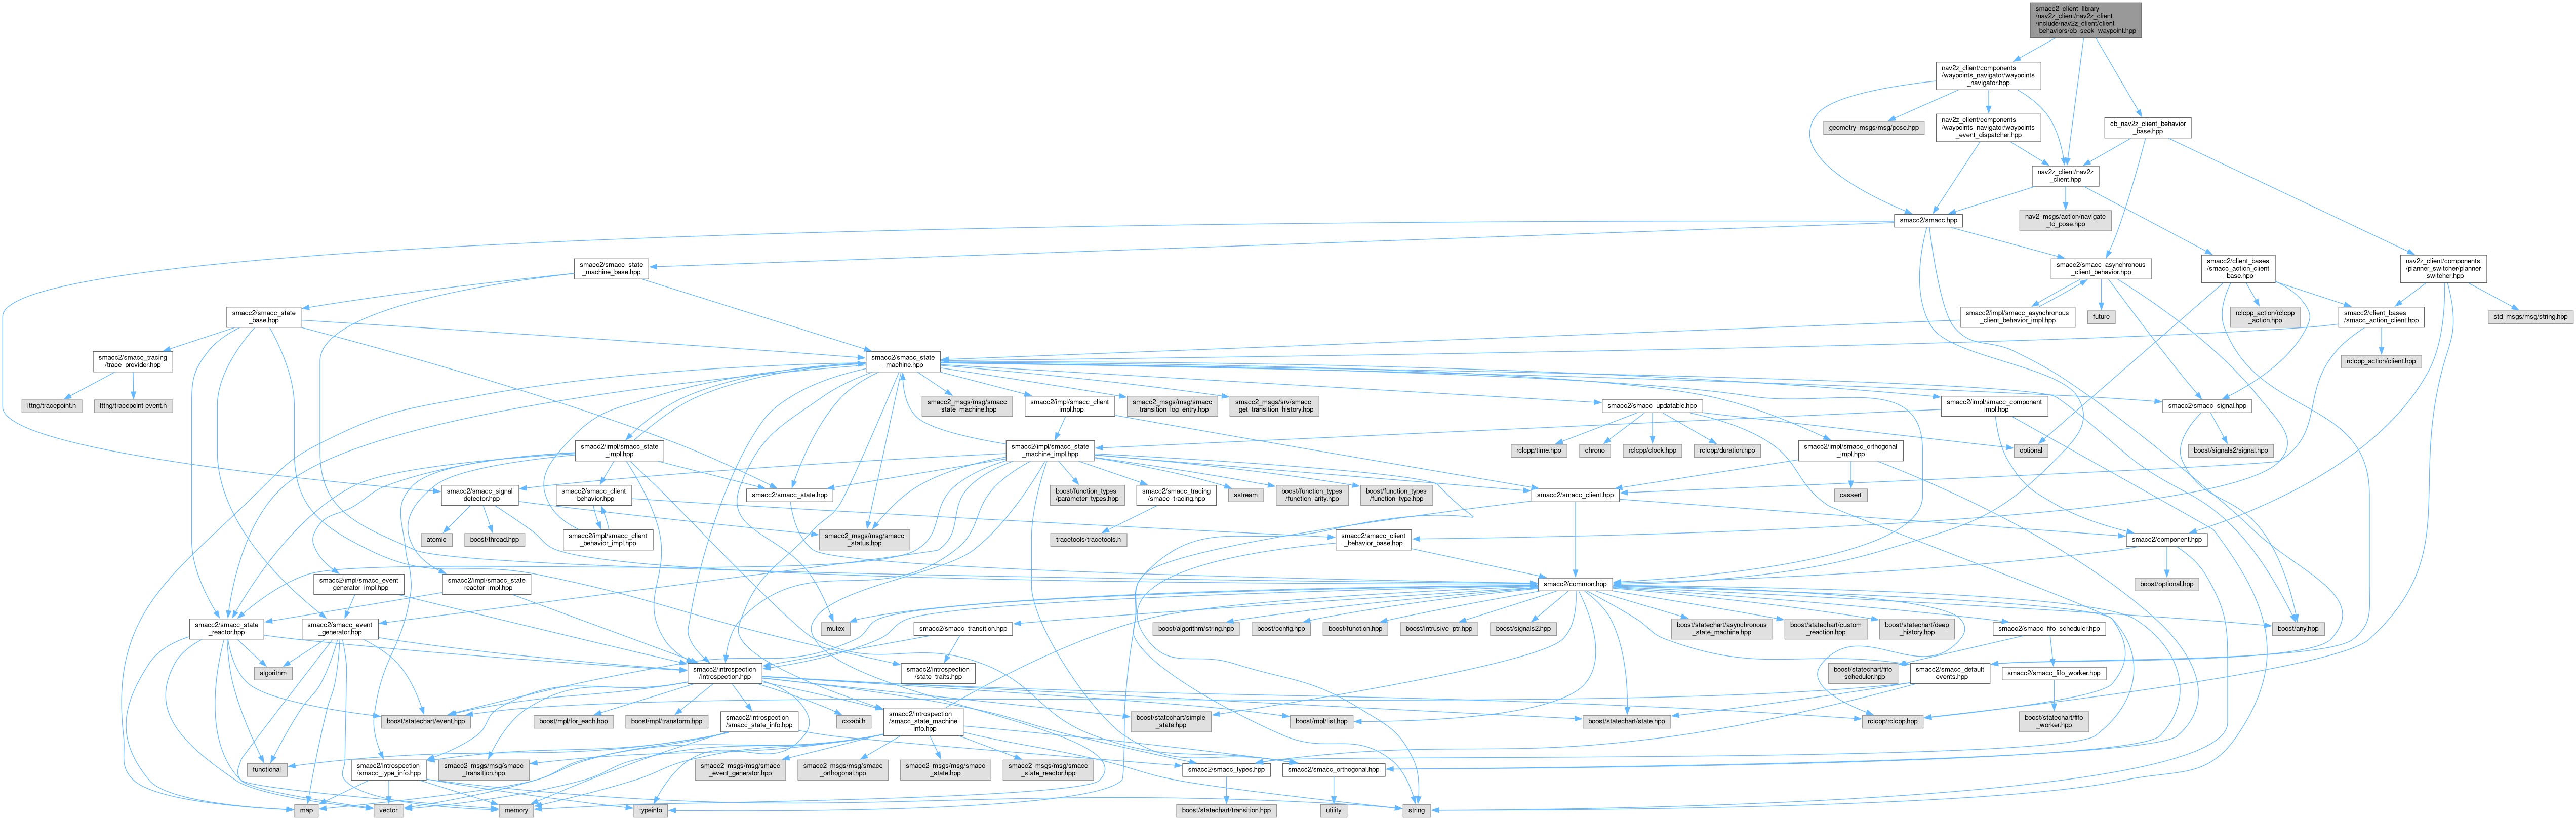 smacc2_client_library
/nav2z_client/nav2z_client
/include/nav2z_client/client
_behaviors/cb_seek_waypoint.hpp
nav2z_client/components
/waypoints_navigator/waypoints
_navigator.hpp
geometry_msgs/msg/pose.hpp
nav2z_client/components
/waypoints_navigator/waypoints
_event_dispatcher.hpp
cb_nav2z_client_behavior
_base.hpp
nav2z_client/nav2z
_client.hpp
smacc2/smacc.hpp
nav2_msgs/action/navigate
_to_pose.hpp
smacc2/smacc_state
_machine_base.hpp
smacc2/smacc_asynchronous
_client_behavior.hpp
smacc2/client_bases
/smacc_action_client
_base.hpp
nav2z_client/components
/planner_switcher/planner
_switcher.hpp
smacc2/smacc_state
_base.hpp
smacc2/impl/smacc_asynchronous
_client_behavior_impl.hpp
future
rclcpp_action/rclcpp
_action.hpp
smacc2/client_bases
/smacc_action_client.hpp
std_msgs/msg/string.hpp
smacc2/smacc_tracing
/trace_provider.hpp
smacc2/smacc_state
_machine.hpp
rclcpp_action/client.hpp
lttng/tracepoint.h
lttng/tracepoint-event.h
smacc2_msgs/msg/smacc
_state_machine.hpp
smacc2/impl/smacc_client
_impl.hpp
smacc2_msgs/msg/smacc
_transition_log_entry.hpp
smacc2_msgs/srv/smacc
_get_transition_history.hpp
smacc2/smacc_updatable.hpp
smacc2/impl/smacc_component
_impl.hpp
smacc2/smacc_signal.hpp
smacc2/impl/smacc_state
_impl.hpp
smacc2/impl/smacc_state
_machine_impl.hpp
rclcpp/time.hpp
chrono
rclcpp/clock.hpp
rclcpp/duration.hpp
smacc2/impl/smacc_orthogonal
_impl.hpp
optional
boost/signals2/signal.hpp
smacc2/smacc_signal
_detector.hpp
smacc2/smacc_client
_behavior.hpp
smacc2/smacc_state.hpp
boost/function_types
/parameter_types.hpp
smacc2/smacc_tracing
/smacc_tracing.hpp
sstream
boost/function_types
/function_arity.hpp
boost/function_types
/function_type.hpp
smacc2/smacc_client.hpp
cassert
atomic
boost/thread.hpp
smacc2/impl/smacc_client
_behavior_impl.hpp
smacc2_msgs/msg/smacc
_status.hpp
tracetools/tracetools.h
smacc2/smacc_client
_behavior_base.hpp
smacc2/component.hpp
smacc2/impl/smacc_event
_generator_impl.hpp
smacc2/impl/smacc_state
_reactor_impl.hpp
smacc2/common.hpp
boost/optional.hpp
smacc2/smacc_state
_reactor.hpp
smacc2/smacc_event
_generator.hpp
mutex
smacc2/smacc_transition.hpp
boost/algorithm/string.hpp
boost/config.hpp
boost/function.hpp
boost/intrusive_ptr.hpp
boost/signals2.hpp
boost/statechart/asynchronous
_state_machine.hpp
boost/statechart/custom
_reaction.hpp
boost/statechart/deep
_history.hpp
smacc2/smacc_fifo_scheduler.hpp
boost/any.hpp
algorithm
smacc2/introspection
/introspection.hpp
smacc2/introspection
/state_traits.hpp
boost/statechart/fifo
_scheduler.hpp
smacc2/smacc_default
_events.hpp
smacc2/smacc_fifo_worker.hpp
boost/statechart/event.hpp
boost/mpl/for_each.hpp
boost/mpl/transform.hpp
smacc2/introspection
/smacc_state_info.hpp
cxxabi.h
smacc2/introspection
/smacc_state_machine
_info.hpp
boost/statechart/simple
_state.hpp
boost/mpl/list.hpp
boost/statechart/state.hpp
rclcpp/rclcpp.hpp
boost/statechart/fifo
_worker.hpp
functional
smacc2/introspection
/smacc_type_info.hpp
smacc2_msgs/msg/smacc
_transition.hpp
smacc2_msgs/msg/smacc
_event_generator.hpp
smacc2_msgs/msg/smacc
_orthogonal.hpp
smacc2_msgs/msg/smacc
_state.hpp
smacc2_msgs/msg/smacc
_state_reactor.hpp
smacc2/smacc_types.hpp
smacc2/smacc_orthogonal.hpp
map
vector
memory
typeinfo
boost/statechart/transition.hpp
utility
string